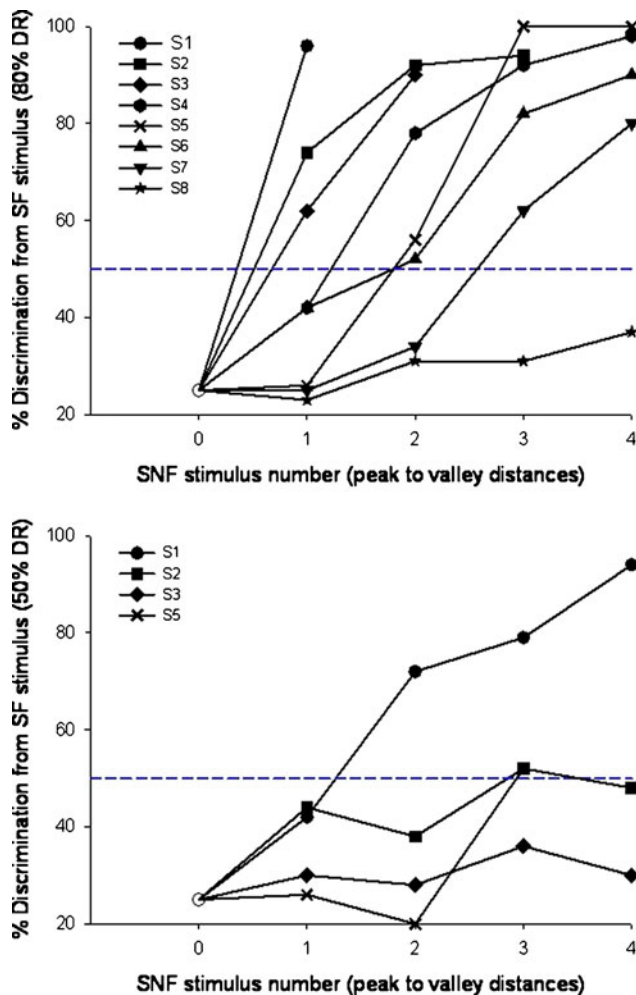 % Discrimination from SF stimulus (80% DR)
100
80
60
40
20
S1
S2
S3
S4
S5
S6
S7
S8
0 1 2 3 4
SNF stimulus number (peak to valley distances)
% Discrimination from SF stimulus (50% DR)
100
80
60
40
20
S1
S2
S3
S5
0 1 2 3 4
SNF stimulus number (peak to valley distances)